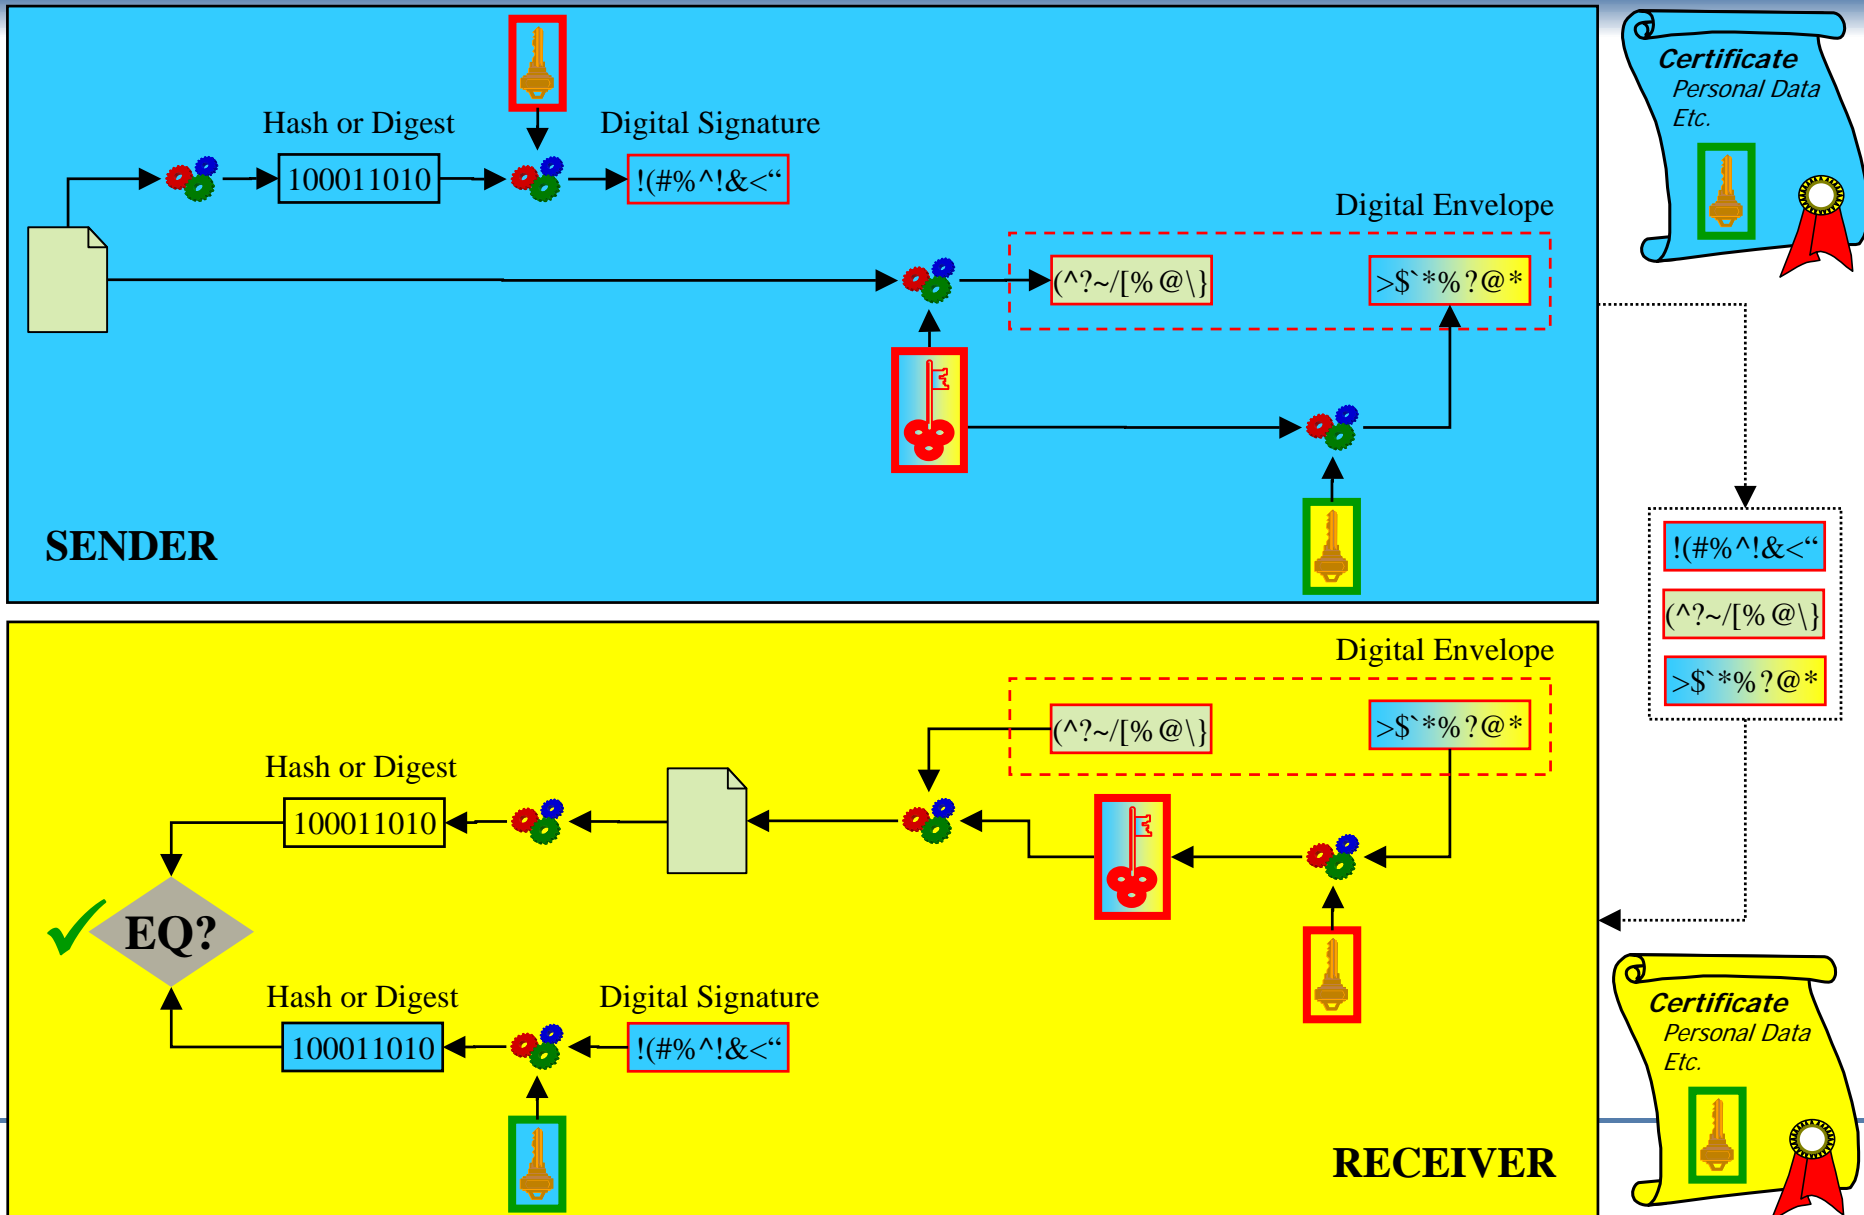 Certificate
Personal Data
Etc.
Hash or Digest
Digital Signature
100011010
!(#%^!&<“
Digital Envelope
(^?~/[%@\}
>$`*%?@*
SENDER
!(#%^!&<“
(^?~/[%@\}
>$`*%?@*
Digital Envelope
(^?~/[%@\}
>$`*%?@*
Hash or Digest
100011010
EQ?
Hash or Digest
Digital Signature
100011010
!(#%^!&<“
RECEIVER
Certificate
Personal Data
Etc.